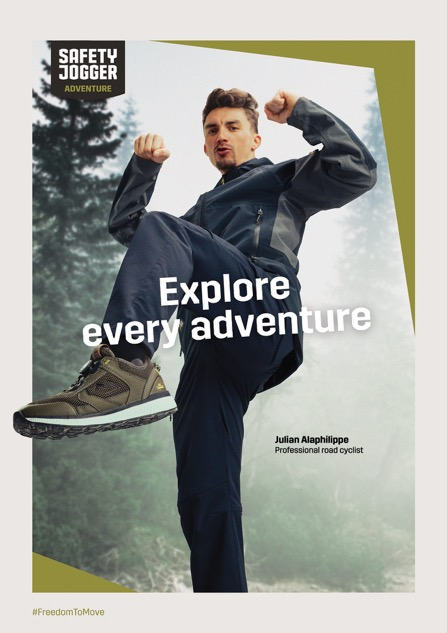 SAFETY
JOGGER
ADVENTURE
Explore
every adventure
Julian Alaphilippe
Professional road cyclist
#FreedomToMove